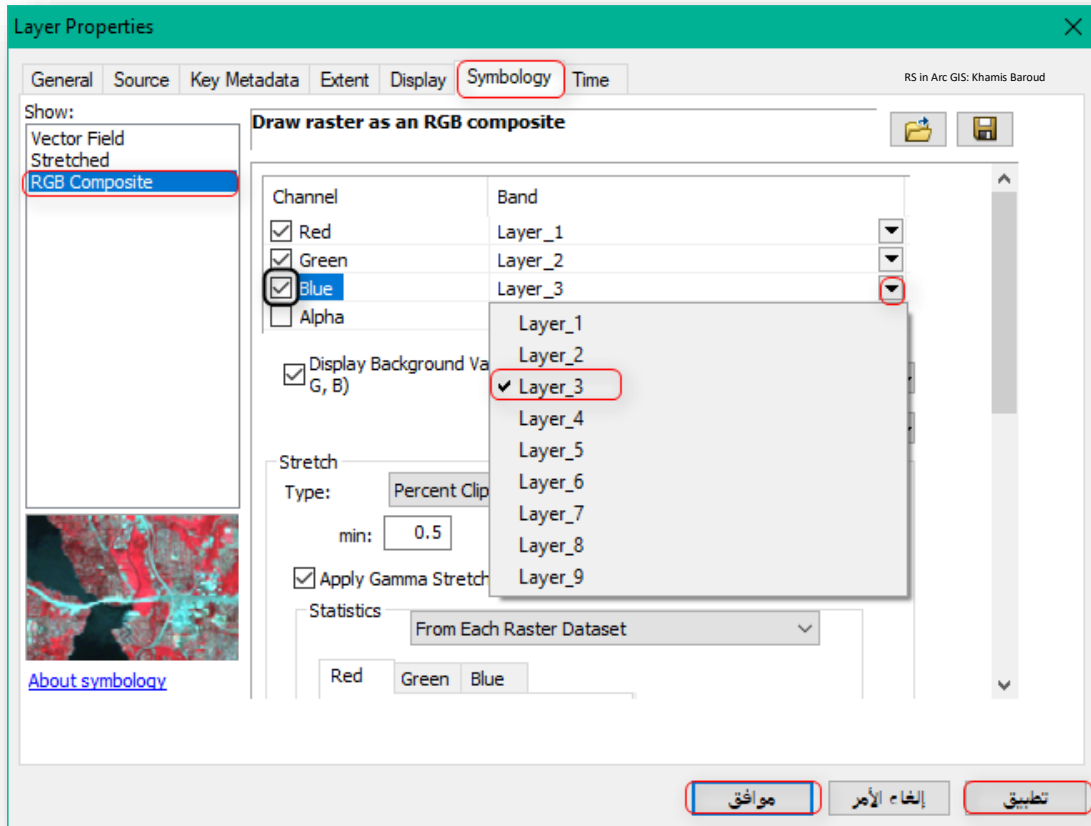 Layer Properties
General Source Key Metadata Extent Display Symbology Time
RS in Arc GIS: Khamis Baroud
Show:
Vector Field
Stretched
RGB Composite
Draw raster as an RGB composite
Channel Band
Red Layer_1
Green Layer_2
Blue Layer_3
Alpha
Layer_1
Layer_2
Layer_3
Layer_4
Layer_5
Layer_6
Layer_7
Layer_8
Layer_9
Display Background Va
G, B)
Stretch
Type: Percent Clip
min: 0.5
Apply Gamma Stretch
Statistics
From Each Raster Dataset
Red Green Blue
About symbology
موافق إلغاء الأمر تطبيق